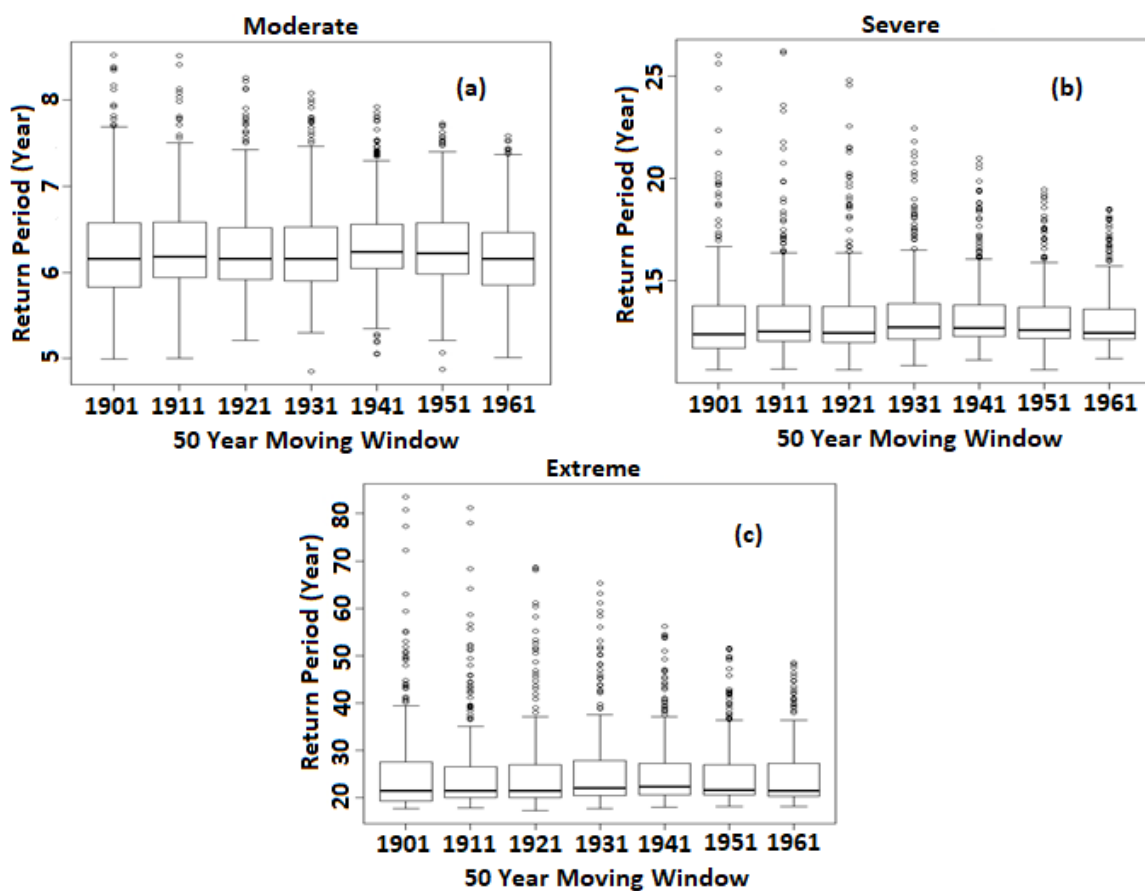 Moderate
(a)
Return Period (Year)
8
7
6
5
1901 1911 1921 1931 1941 1951 1961
50 Year Moving Window
Severe
(b)
Return Period (Year)
25
20
15
1901 1911 1921 1931 1941 1951 1961
50 Year Moving Window
Extreme
(c)
Return Period (Year)
80
70
60
50
40
30
20
1901 1911 1921 1931 1941 1951 1961
50 Year Moving Window